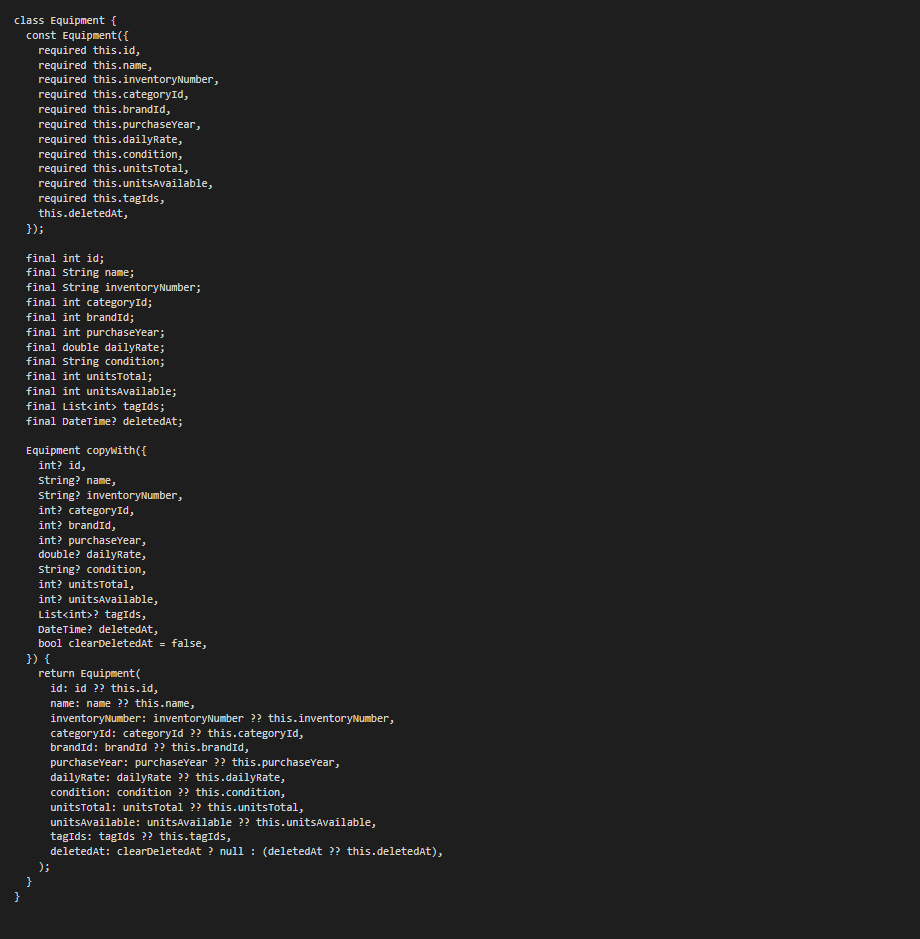 class Equipment {
  const Equipment({
    required this.id,
    required this.name,
    required this.inventoryNumber,
    required this.categoryId,
    required this.brandId,
    required this.purchaseYear,
    required this.dailyRate,
    required this.condition,
    required this.unitsTotal,
    required this.unitsAvailable,
    required this.tagIds,
    this.deletedAt,
  });

  final int id;
  final String name;
  final String inventoryNumber;
  final int categoryId;
  final int brandId;
  final int purchaseYear;
  final double dailyRate;
  final String condition;
  final int unitsTotal;
  final int unitsAvailable;
  final List<int> tagIds;
  final DateTime? deletedAt;

  Equipment copyWith({
    int? id,
    String? name,
    String? inventoryNumber,
    int? categoryId,
    int? brandId,
    int? purchaseYear,
    double? dailyRate,
    String? condition,
    int? unitsTotal,
    int? unitsAvailable,
    List<int>? tagIds,
    DateTime? deletedAt,
    bool clearDeletedAt = false,
  }) {
    return Equipment(
      id: id ?? this.id,
      name: name ?? this.name,
      inventoryNumber: inventoryNumber ?? this.inventoryNumber,
      categoryId: categoryId ?? this.categoryId,
      brandId: brandId ?? this.brandId,
      purchaseYear: purchaseYear ?? this.purchaseYear,
      dailyRate: dailyRate ?? this.dailyRate,
      condition: condition ?? this.condition,
      unitsTotal: unitsTotal ?? this.unitsTotal,
      unitsAvailable: unitsAvailable ?? this.unitsAvailable,
      tagIds: tagIds ?? this.tagIds,
      deletedAt: clearDeletedAt ? null : (deletedAt ?? this.deletedAt),
    );
  }
}